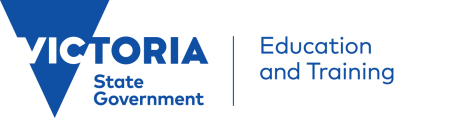 VICTORIA
State
Government
Education
and Training